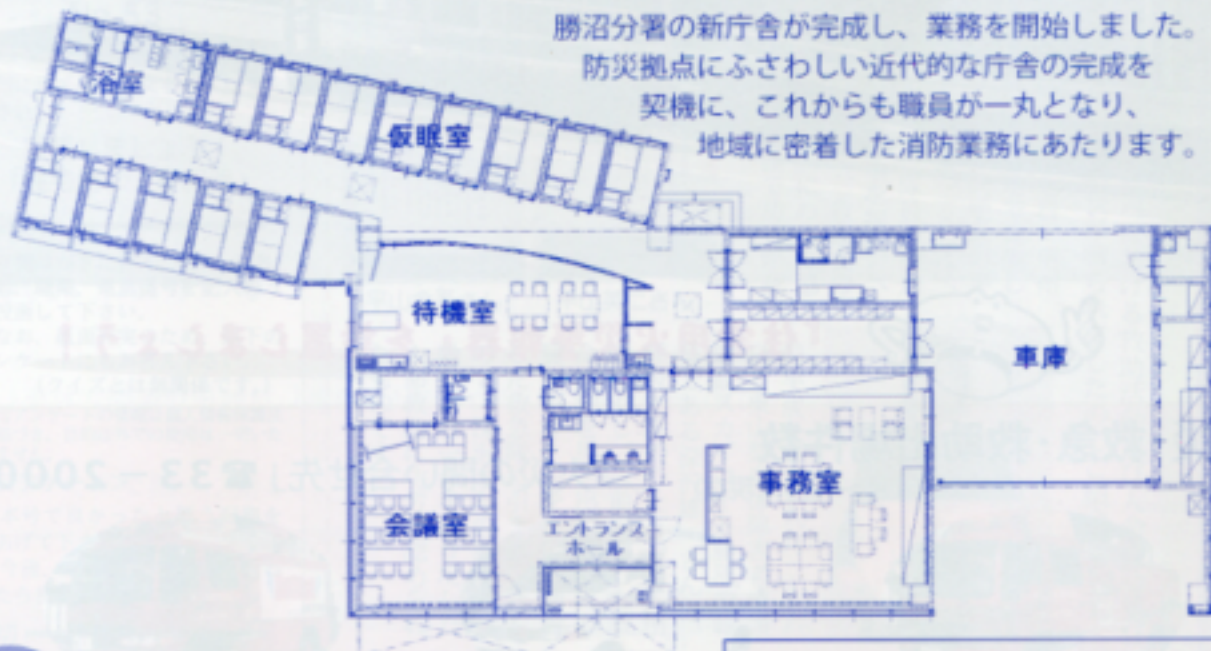 勝沼分署の新庁舎が完成し、業務を開始しました。
防災拠点にふさわしい近代的な庁舎の完成を
契機に、これからも職員が一丸となり、
地域に密着した消防業務にあたります。
浴室
仮眠室
待機室
車庫
事務室
会議室
エントランス
ホール